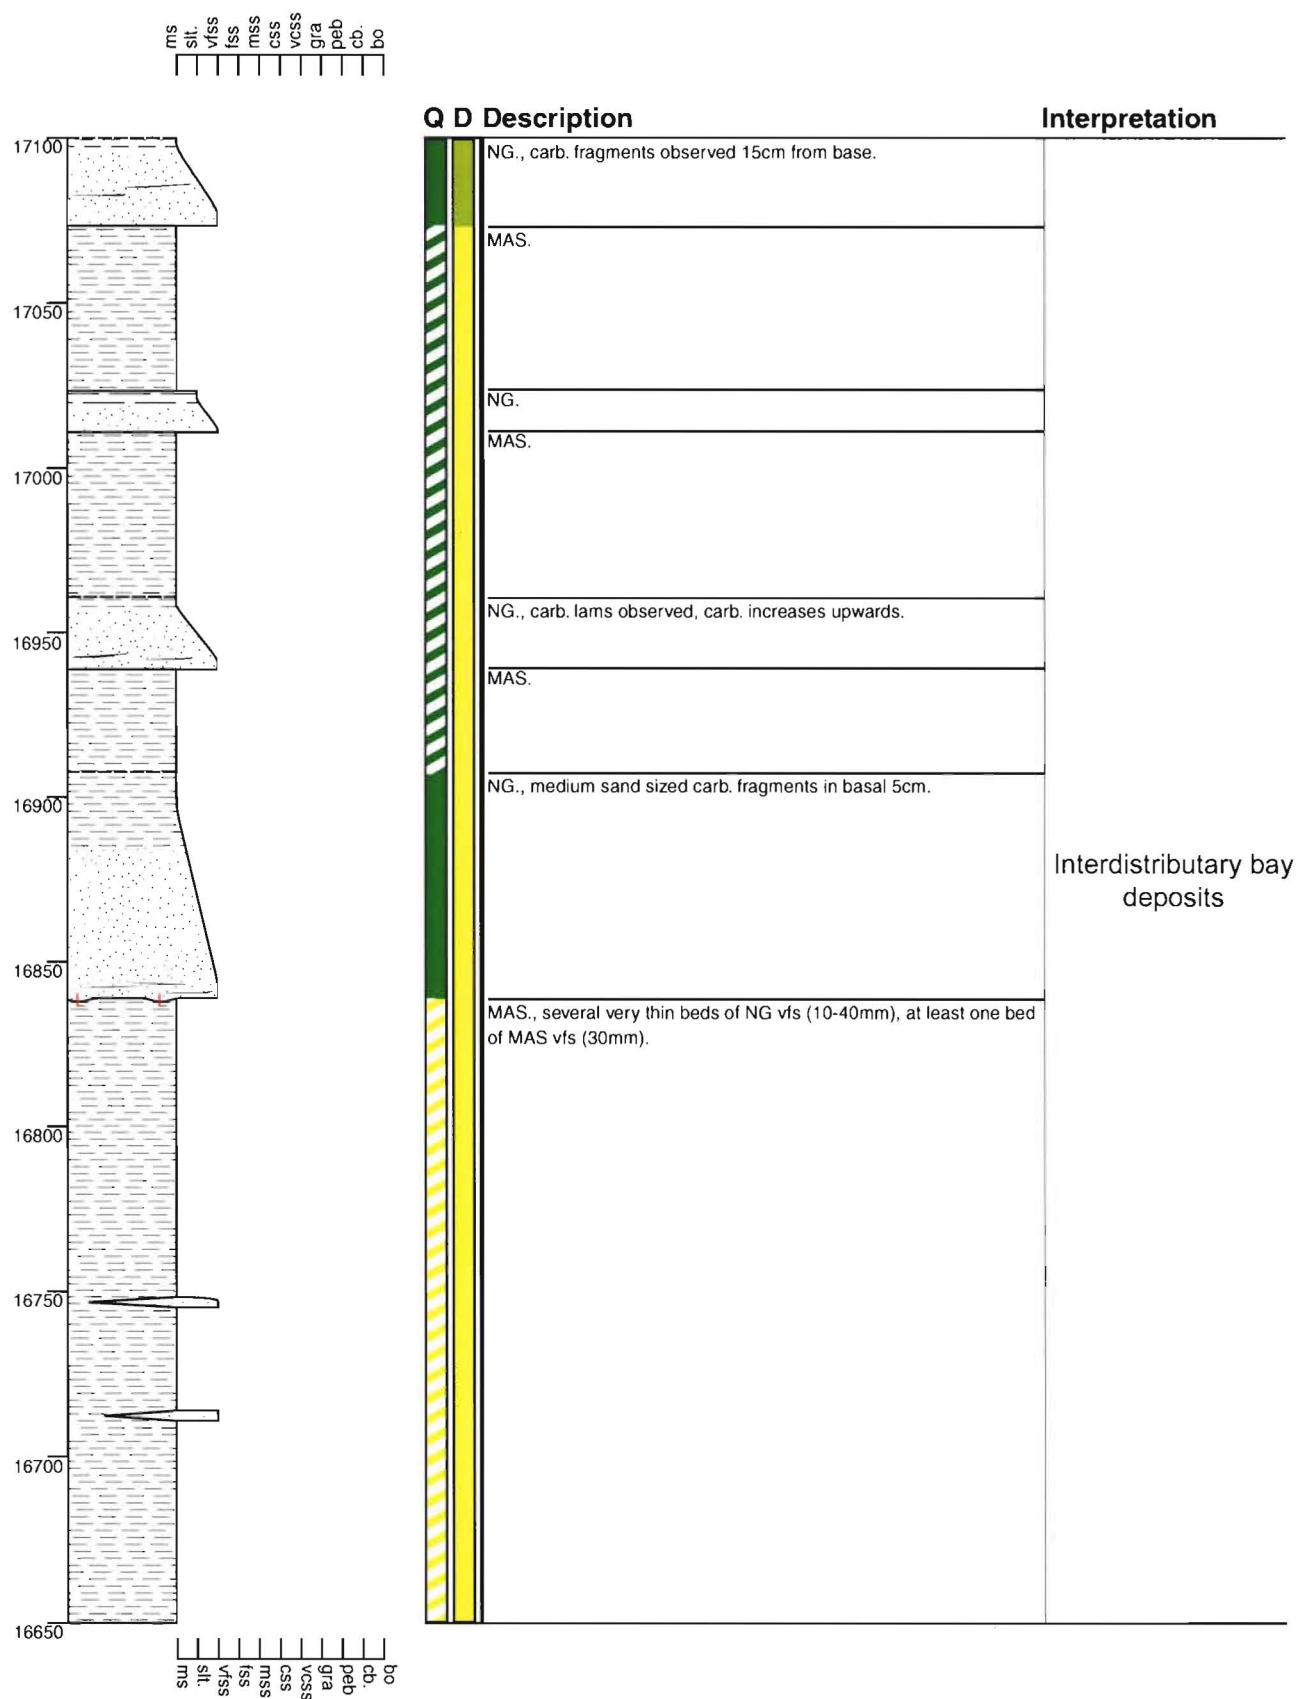 ms slt. vfss fss mss css vcss gra peb cb. bo
Q D Description Interpretation
17100
NG., carb. fragments observed 15cm from base.
MAS.
17050
NG.
MAS.
17000
NG., carb. lams observed, carb. increases upwards.
16950
MAS.
NG., medium sand sized carb. fragments in basal 5cm.
16900
Interdistributary bay
deposits
16850
L L
MAS., several very thin beds of NG vfs (10-40mm), at least one bed
of MAS vfs (30mm).
16800
16750
16700
16650
ms slt. vfss fss mss css vcss gra peb cb. bo